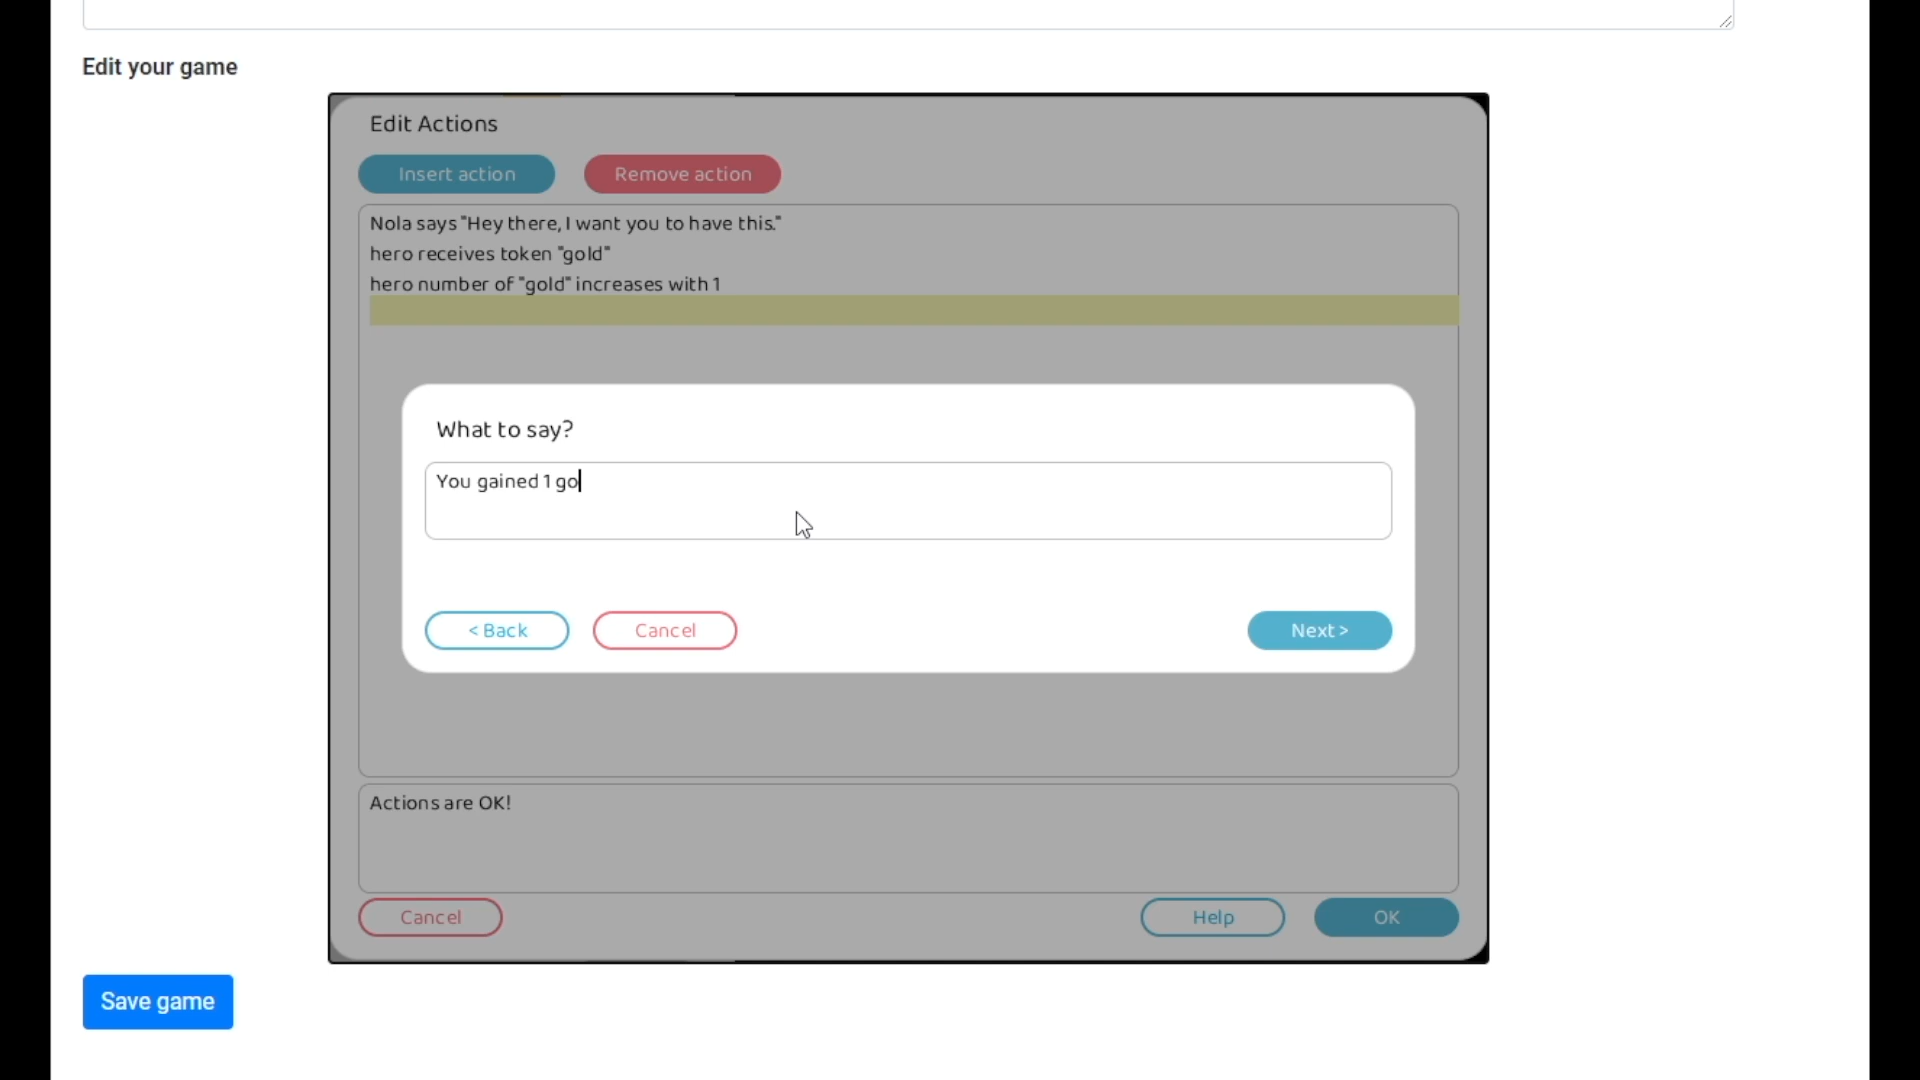 Edit your game
Edit Actions
Insert action
Remove action
Nola says "Hey there, I want you to have this."
hero receives token "gold"
hero number of "gold" increases with 1
What to say?
You gained 1 go
< Back
Cancel
Next >
Actions are OK!
Cancel
Help
OK
Save game